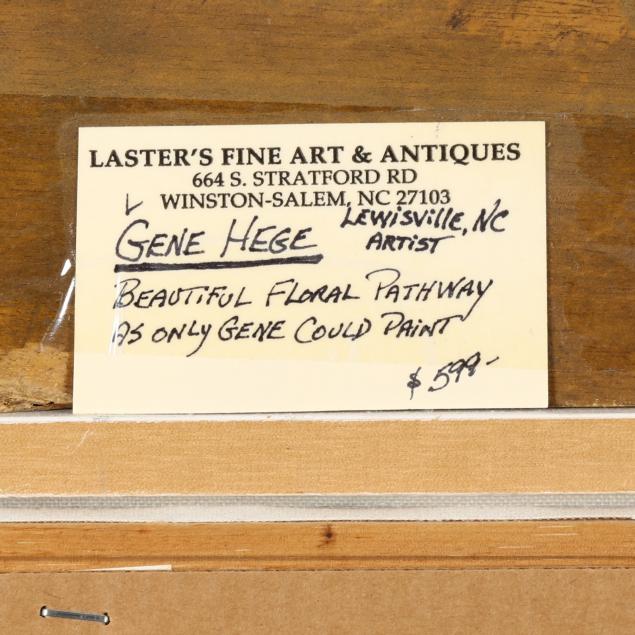 LASTER'S FINE ART & ANTIQUES
664 S. STRATFORD RD
WINSTON-SALEM, NC 27103
GENE HEGE LEWISVILLE, NC
ARTIST
BEAUTIFUL FLORAL PATHWAY
AS ONLY GENE COULD PAINT
$ 599-